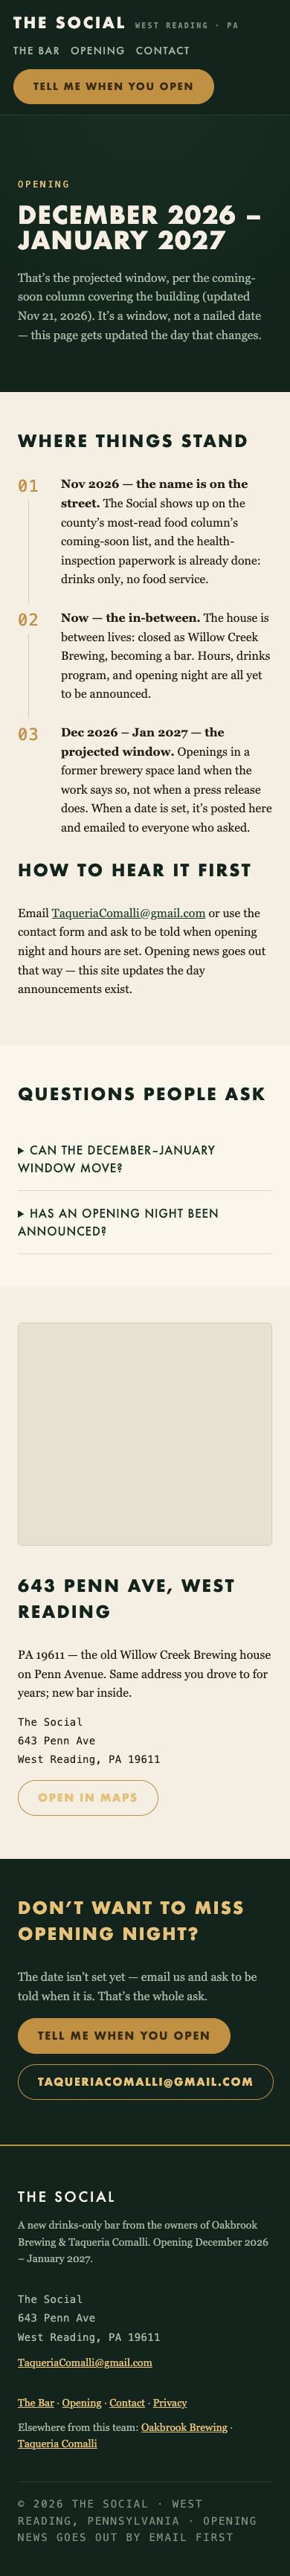 THE SOCIAL WEST READING · PA
THE BAR OPENING CONTACT
TELL ME WHEN YOU OPEN
OPENING
DECEMBER 2026 –
JANUARY 2027
That's the projected window, per the coming-
soon column covering the building (updated
Nov 21, 2026). It's a window, not a nailed date
— this page gets updated the day that changes.
WHERE THINGS STAND
01
Nov 2026 — the name is on the
street. The Social shows up on the
county's most-read food column's
coming-soon list, and the health-
inspection paperwork is already done:
drinks only, no food service.
02
Now — the in-between. The house is
between lives: closed as Willow Creek
Brewing, becoming a bar. Hours, drinks
program, and opening night are all yet
to be announced.
03
Dec 2026 – Jan 2027 — the
projected window. Openings in a
former brewery space land when the
work says so, not when a press release
does. When a date is set, it's posted here
and emailed to everyone who asked.
HOW TO HEAR IT FIRST
Email TaqueriaComalli@gmail.com or use the
contact form and ask to be told when opening
night and hours are set. Opening news goes out
that way — this site updates the day
announcements exist.
QUESTIONS PEOPLE ASK
▸ CAN THE DECEMBER–JANUARY
WINDOW MOVE?
▸ HAS AN OPENING NIGHT BEEN
ANNOUNCED?
643 PENN AVE, WEST
READING
PA 19611 — the old Willow Creek Brewing house
on Penn Avenue. Same address you drove to for
years; new bar inside.
The Social
643 Penn Ave
West Reading, PA 19611
OPEN IN MAPS
DON'T WANT TO MISS
OPENING NIGHT?
The date isn't set yet — email us and ask to be
told when it is. That's the whole ask.
TELL ME WHEN YOU OPEN
TAQUERIACOMALLI@GMAIL.COM
THE SOCIAL
A new drinks-only bar from the owners of Oakbrook
Brewing & Taqueria Comalli. Opening December 2026
– January 2027.
The Social
643 Penn Ave
West Reading, PA 19611
TaqueriaComalli@gmail.com
The Bar · Opening · Contact · Privacy
Elsewhere from this team: Oakbrook Brewing ·
Taqueria Comalli
© 2026 THE SOCIAL · WEST
READING, PENNSYLVANIA · OPENING
NEWS GOES OUT BY EMAIL FIRST